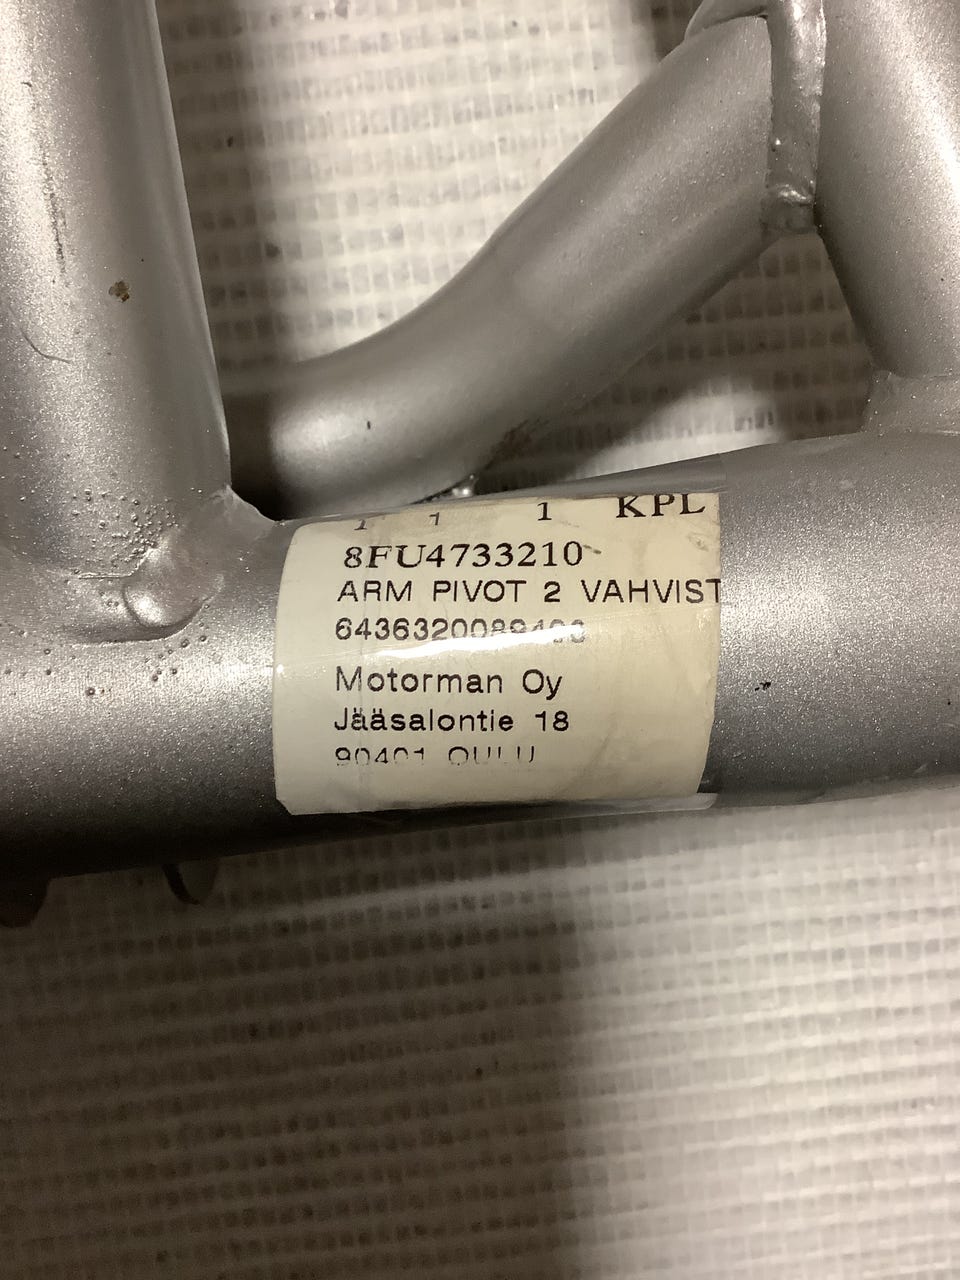 1 1 1 KPL
8FU4733210
ARM PIVOT 2 VAHVIST
Motorman Oy
Jääsalontie 18
90401 OULU